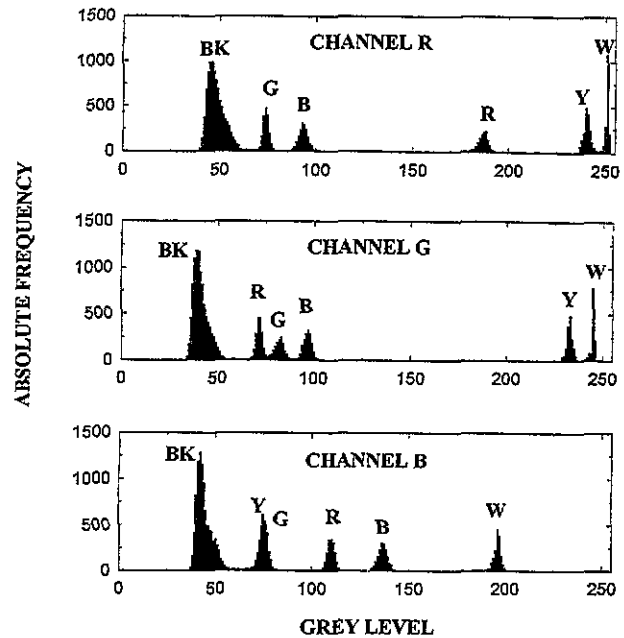 1500
CHANNEL R
BK
W
1000
G
Y
B
R
500
0
0 50 100 150 200 250
ABSOLUTE FREQUENCY
1500
CHANNEL G
BK
W
1000
R
Y
B
G
500
0
0 50 100 150 200 250
1500
CHANNEL B
BK
1000
Y
G
R
B
W
500
0
0 50 100 150 200 250
GREY LEVEL